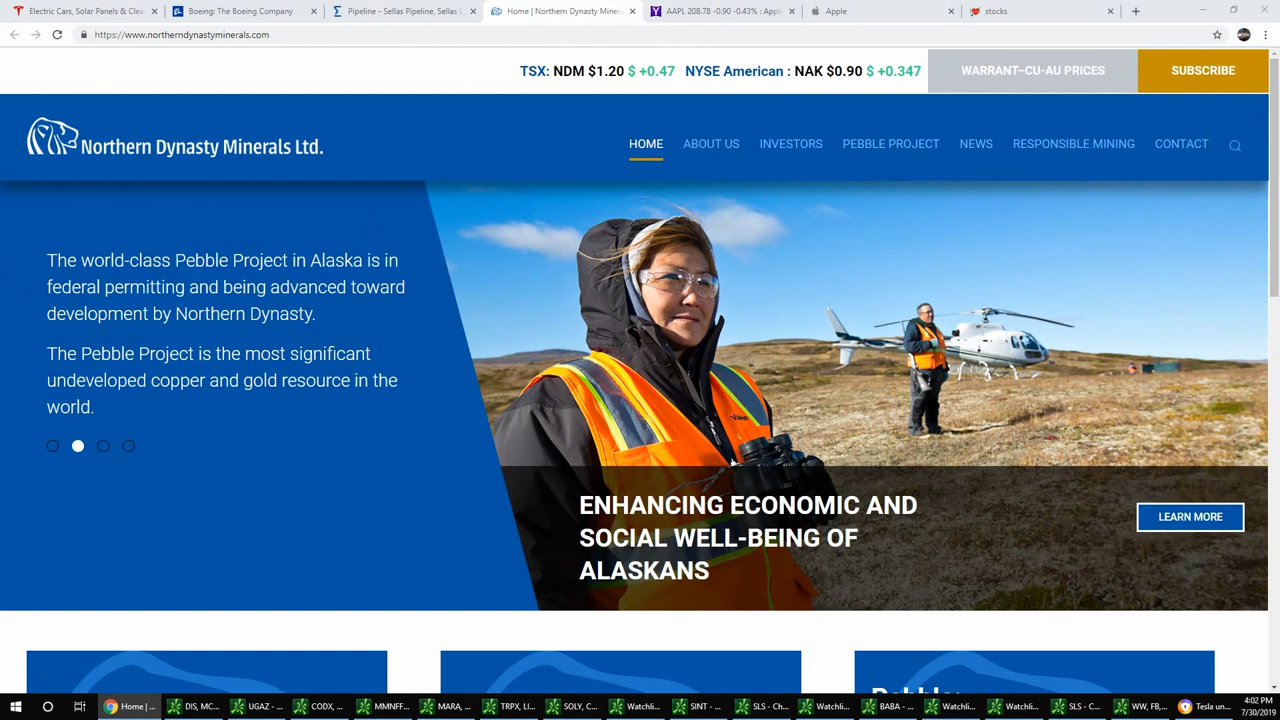 Electric Cars, Solar Panels & Clea
Boeing: The Boeing Company
Pipeline - Sellas Pipeline, Sellas L
Home | Northern Dynasty Miner
AAPL 208.78 -0.90 -0.43% : Appl
Apple
stocks
https://www.northerndynastyminerals.com
TSX: NDM $1.20 $ +0.47 NYSE American : NAK $0.90 $ +0.347
WARRANT–CU-AU PRICES
SUBSCRIBE
Northern Dynasty Minerals Ltd.
HOME ABOUT US INVESTORS PEBBLE PROJECT NEWS RESPONSIBLE MINING CONTACT
The world-class Pebble Project in Alaska is in
federal permitting and being advanced toward
development by Northern Dynasty.
The Pebble Project is the most significant
undeveloped copper and gold resource in the
world.
ENHANCING ECONOMIC AND
SOCIAL WELL-BEING OF
ALASKANS
LEARN MORE
Home | ...
DIS, MC...
UGAZ - ...
CODX, ...
MMNFF...
MARA, ...
TRPX, LI...
SOLY, C...
Watchli...
SINT - ...
SLS - Ch...
Watchli...
BABA - ...
Watchli...
Watchli...
SLS - C...
WW, FB,...
Tesla un...
4:02 PM
7/30/2019